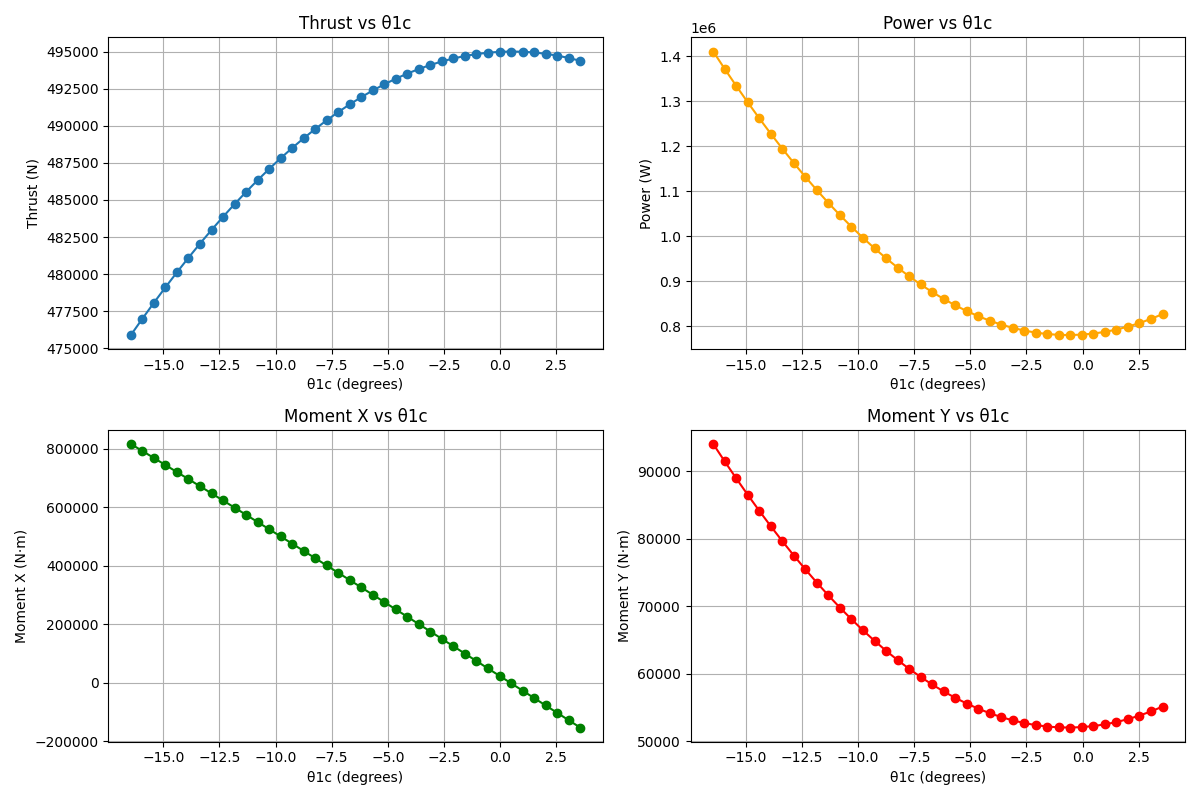 Thrust vs θ1c
Thrust (N)
495000
492500
490000
487500
485000
482500
480000
477500
475000
−15.0 −12.5 −10.0 −7.5 −5.0 −2.5 0.0 2.5
θ1c (degrees)
Power vs θ1c
1e6
Power (W)
1.4
1.3
1.2
1.1
1.0
0.9
0.8
−15.0 −12.5 −10.0 −7.5 −5.0 −2.5 0.0 2.5
θ1c (degrees)
Moment X vs θ1c
Moment X (N·m)
800000
600000
400000
200000
0
−200000
−15.0 −12.5 −10.0 −7.5 −5.0 −2.5 0.0 2.5
θ1c (degrees)
Moment Y vs θ1c
Moment Y (N·m)
90000
80000
70000
60000
50000
−15.0 −12.5 −10.0 −7.5 −5.0 −2.5 0.0 2.5
θ1c (degrees)